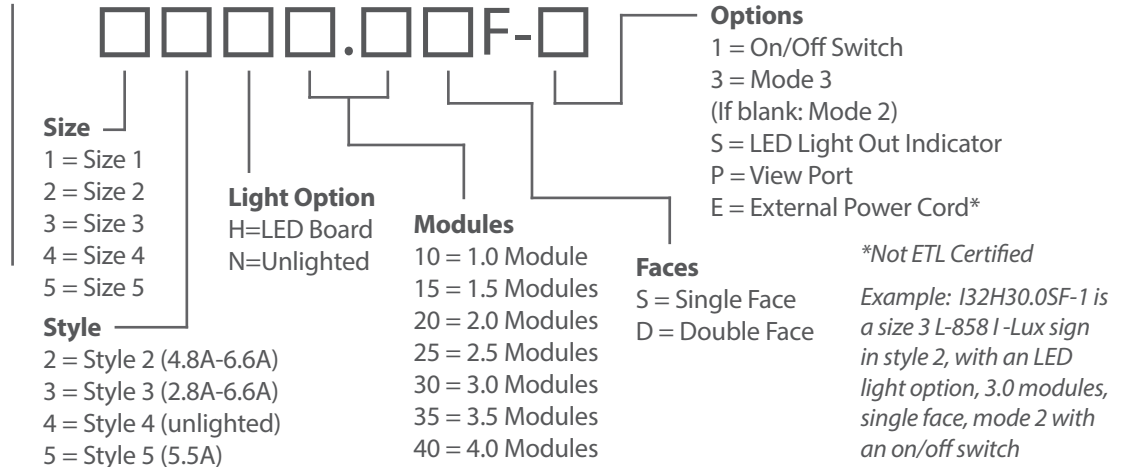 .
F-
Options
1 = On/Off Switch
3 = Mode 3
(If blank: Mode 2)
S = LED Light Out Indicator
P = View Port
E = External Power Cord*
*Not ETL Certified
Example: I32H30.0SF-1 is
a size 3 L-858 I -Lux sign
in style 2, with an LED
light option, 3.0 modules,
single face, mode 2 with
an on/off switch
Size
1 = Size 1
2 = Size 2
3 = Size 3
4 = Size 4
5 = Size 5
Style
2 = Style 2 (4.8A-6.6A)
3 = Style 3 (2.8A-6.6A)
4 = Style 4 (unlighted)
5 = Style 5 (5.5A)
Light Option
H=LED Board
N=Unlighted
Modules
10 = 1.0 Module
15 = 1.5 Modules
20 = 2.0 Modules
25 = 2.5 Modules
30 = 3.0 Modules
35 = 3.5 Modules
40 = 4.0 Modules
Faces
S = Single Face
D = Double Face